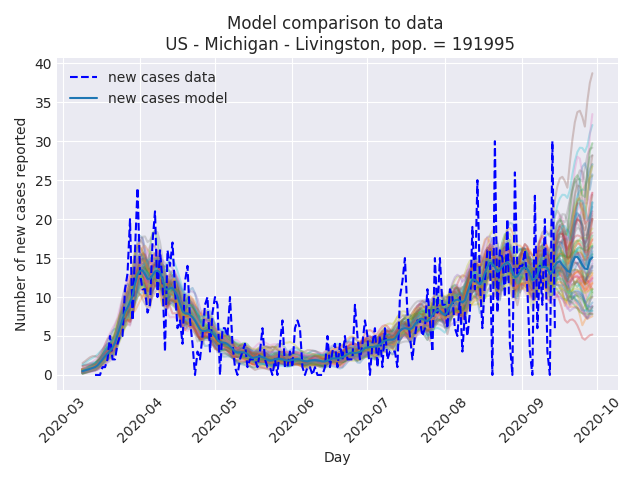 Model comparison to data
US - Michigan - Livingston, pop. = 191995
new cases data
new cases model
Number of new cases reported
40
35
30
25
20
15
10
5
0
2020-03
2020-04
2020-05
2020-06
2020-07
2020-08
2020-09
2020-10
Day